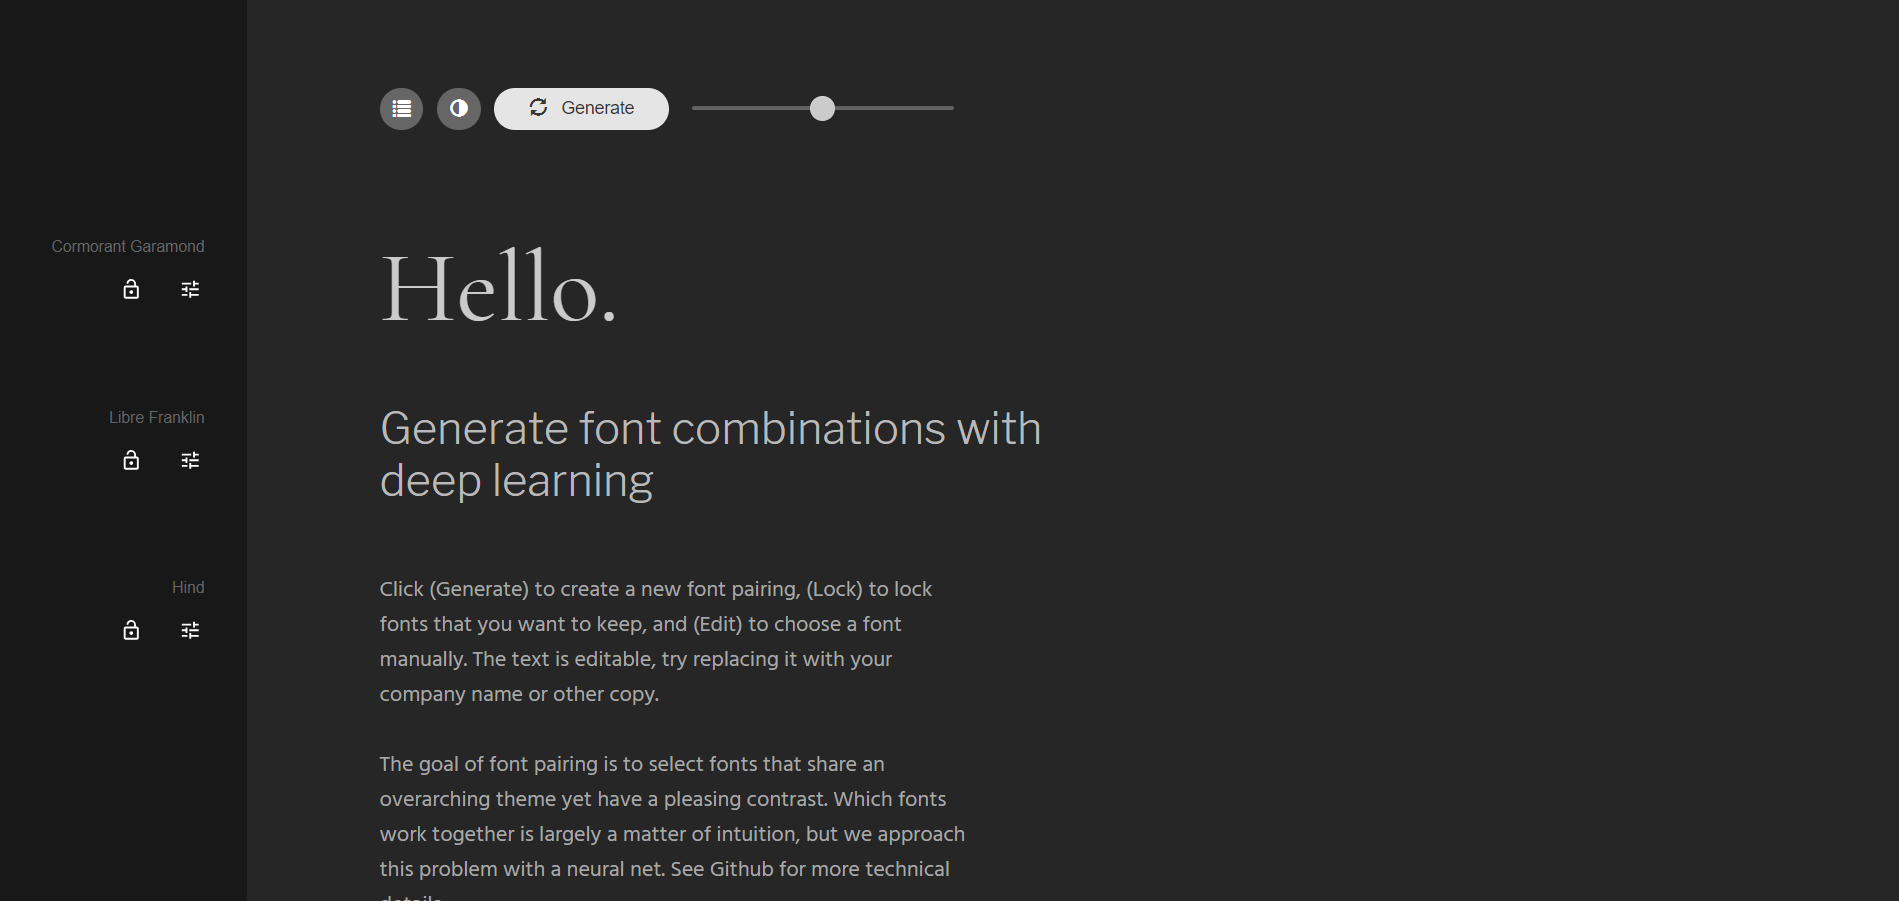 Generate
Cormorant Garamond
Hello.
Libre Franklin
Generate font combinations with
deep learning
Hind
Click (Generate) to create a new font pairing, (Lock) to lock
fonts that you want to keep, and (Edit) to choose a font
manually. The text is editable, try replacing it with your
company name or other copy.
The goal of font pairing is to select fonts that share an
overarching theme yet have a pleasing contrast. Which fonts
work together is largely a matter of intuition, but we approach
this problem with a neural net. See Github for more technical